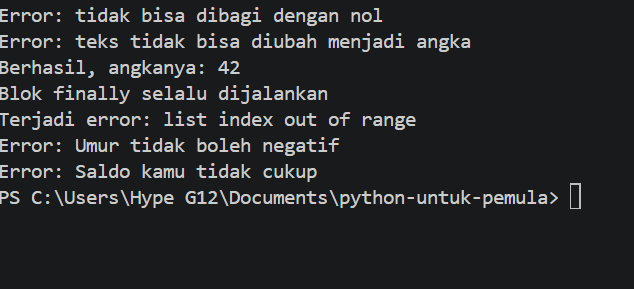 Error: tidak bisa dibagi dengan nol
Error: teks tidak bisa diubah menjadi angka
Berhasil, angkanya: 42
Blok finally selalu dijalankan
Terjadi error: list index out of range
Error: Umur tidak boleh negatif
Error: Saldo kamu tidak cukup
PS C:\Users\Hype G12\Documents\python-untuk-pemula>